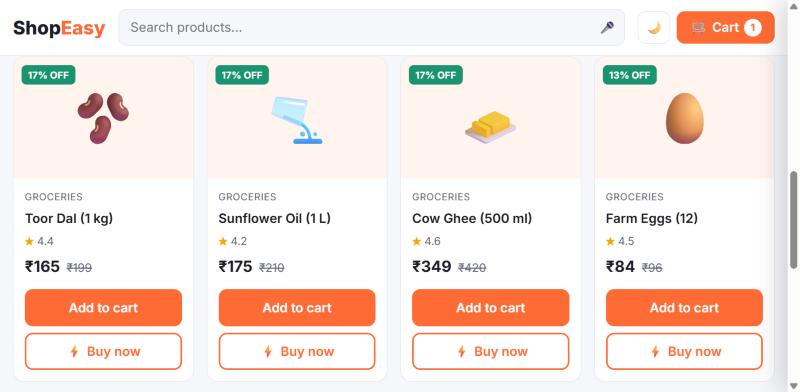 ShopEasy
Search products...
Cart 1
17% OFF
17% OFF
17% OFF
13% OFF
GROCERIES
Toor Dal (1 kg)
★ 4.4
₹165 ₹199
Add to cart
Buy now
GROCERIES
Sunflower Oil (1 L)
★ 4.2
₹175 ₹210
Add to cart
Buy now
GROCERIES
Cow Ghee (500 ml)
★ 4.6
₹349 ₹420
Add to cart
Buy now
GROCERIES
Farm Eggs (12)
★ 4.5
₹84 ₹96
Add to cart
Buy now